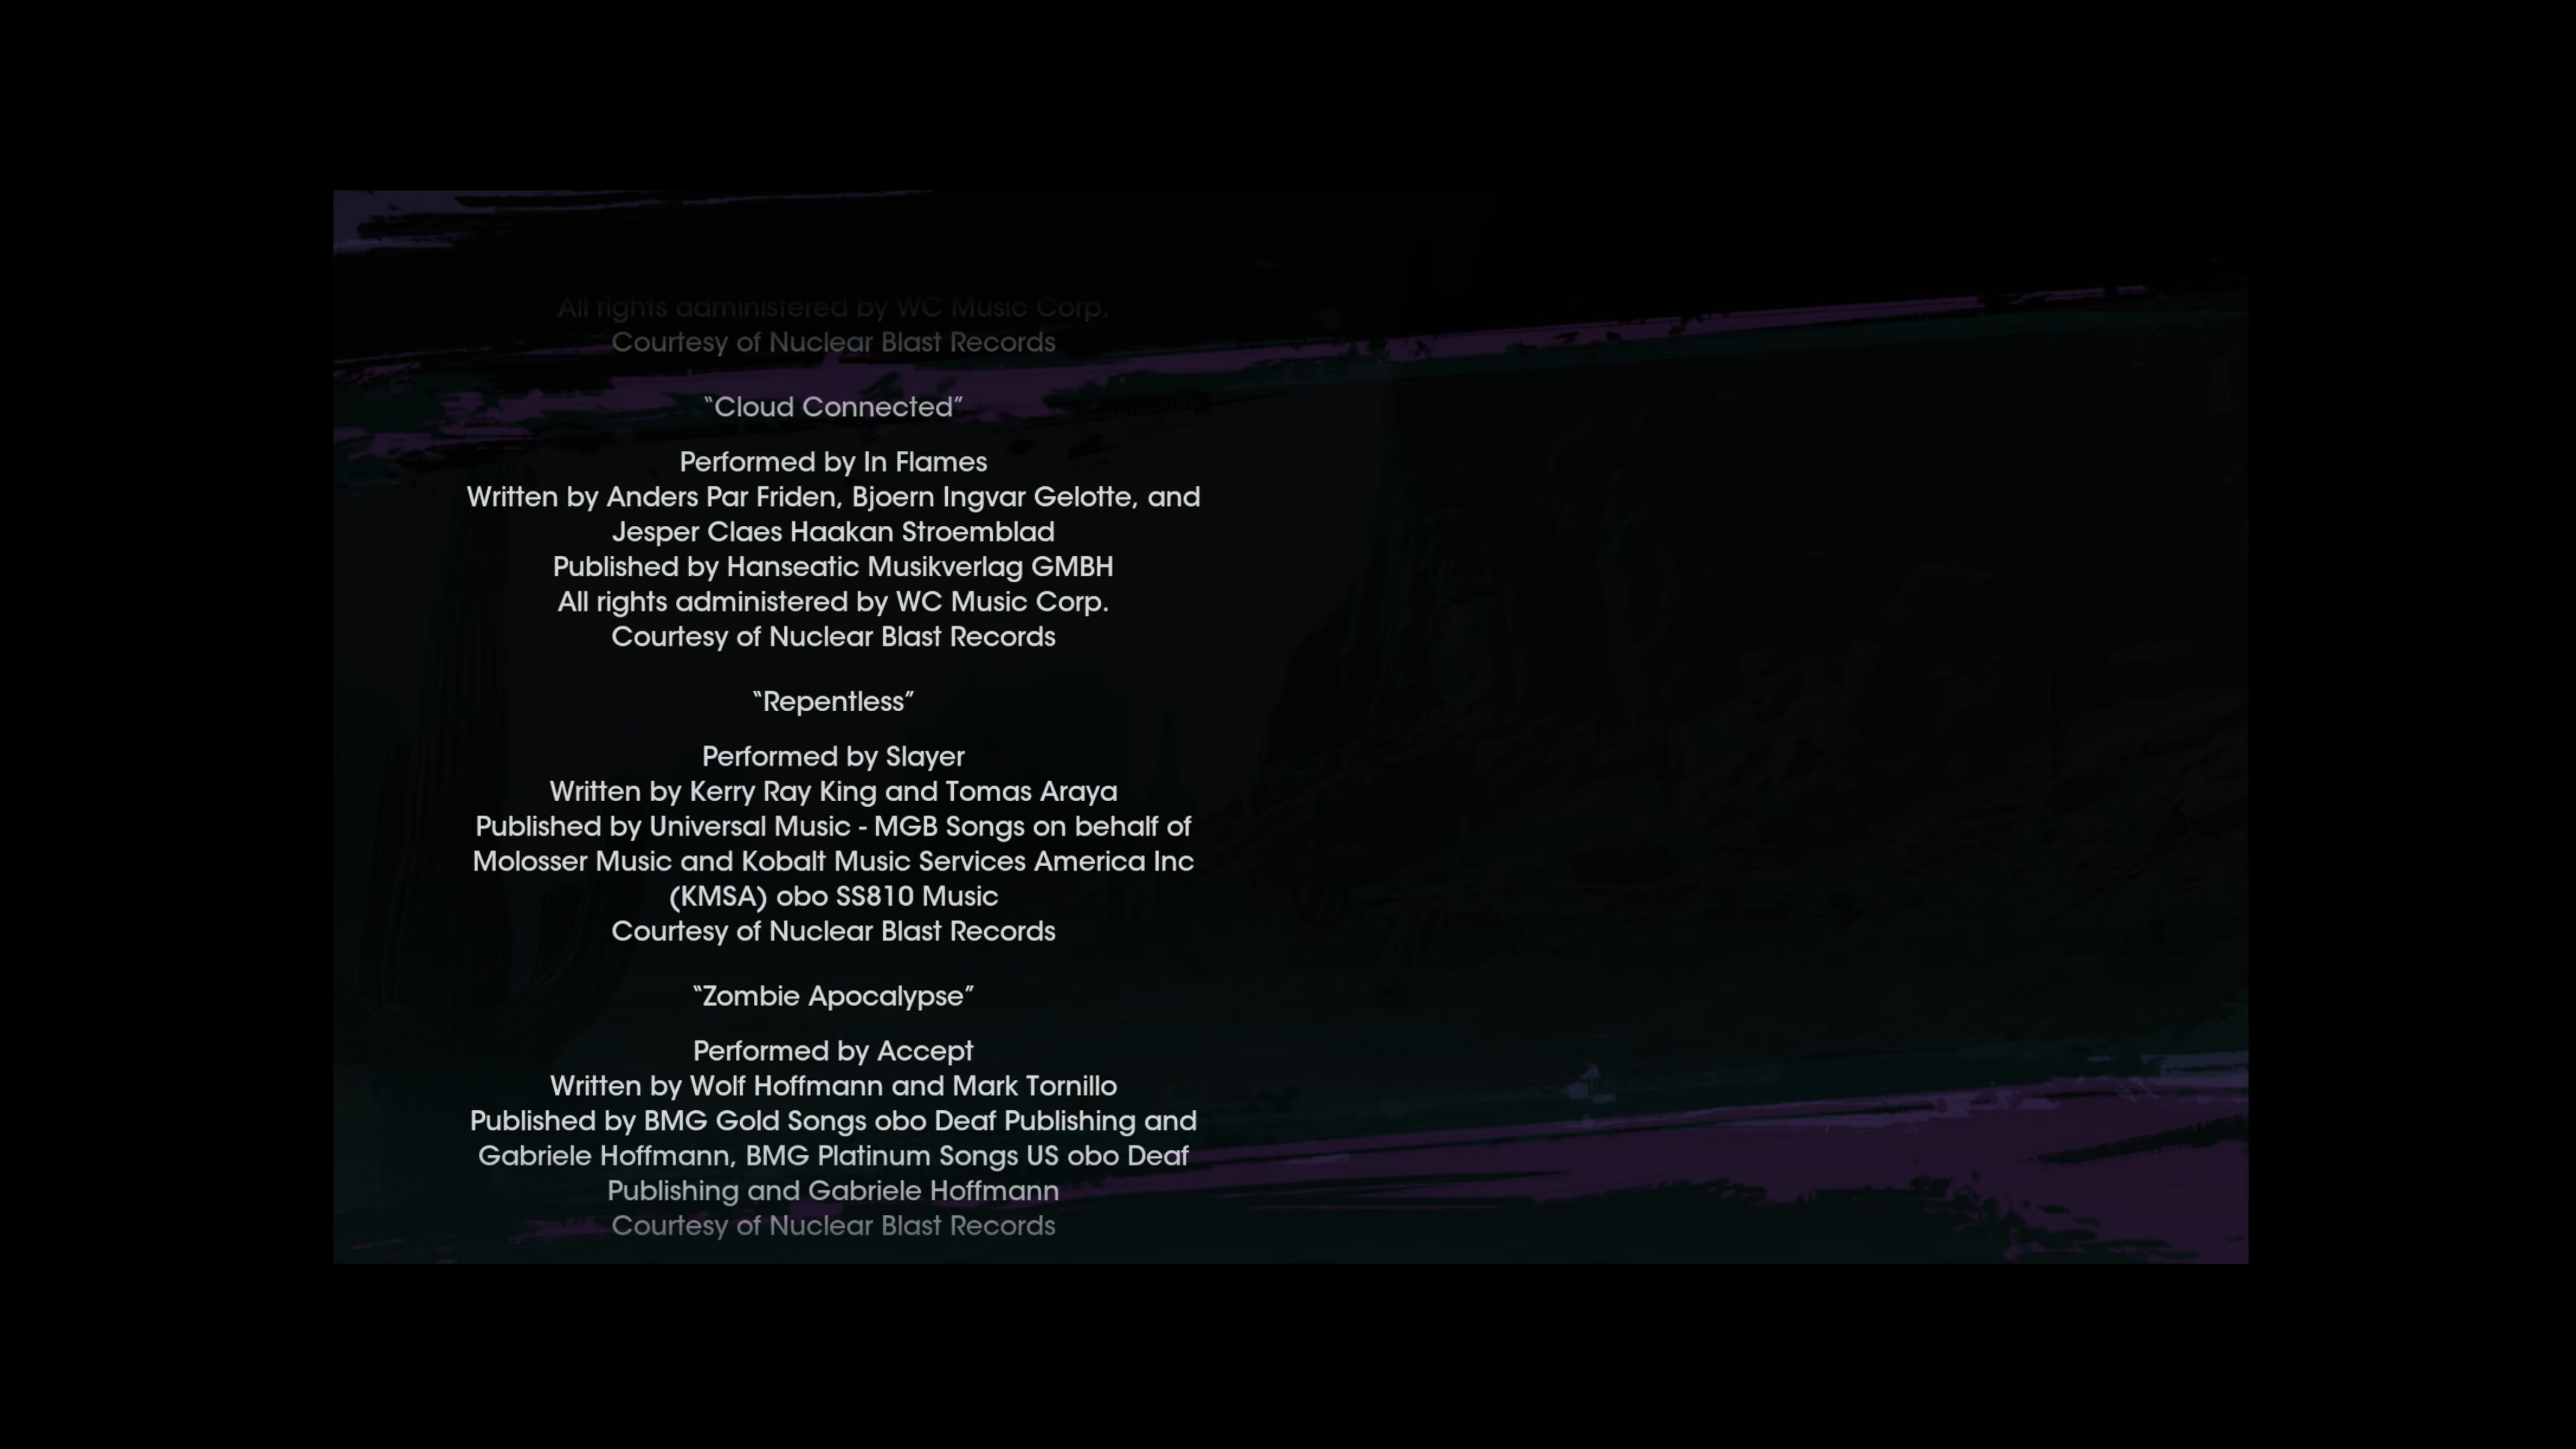 All rights administered by WC Music Corp.
Courtesy of Nuclear Blast Records
“Cloud Connected”
Performed by In Flames
Written by Anders Par Friden, Bjoern Ingvar Gelotte, and
Jesper Claes Haakan Stroemblad
Published by Hanseatic Musikverlag GMBH
All rights administered by WC Music Corp.
Courtesy of Nuclear Blast Records
“Repentless”
Performed by Slayer
Written by Kerry Ray King and Tomas Araya
Published by Universal Music - MGB Songs on behalf of
Molosser Music and Kobalt Music Services America Inc
(KMSA) obo SS810 Music
Courtesy of Nuclear Blast Records
“Zombie Apocalypse”
Performed by Accept
Written by Wolf Hoffmann and Mark Tornillo
Published by BMG Gold Songs obo Deaf Publishing and
Gabriele Hoffmann, BMG Platinum Songs US obo Deaf
Publishing and Gabriele Hoffmann
Courtesy of Nuclear Blast Records